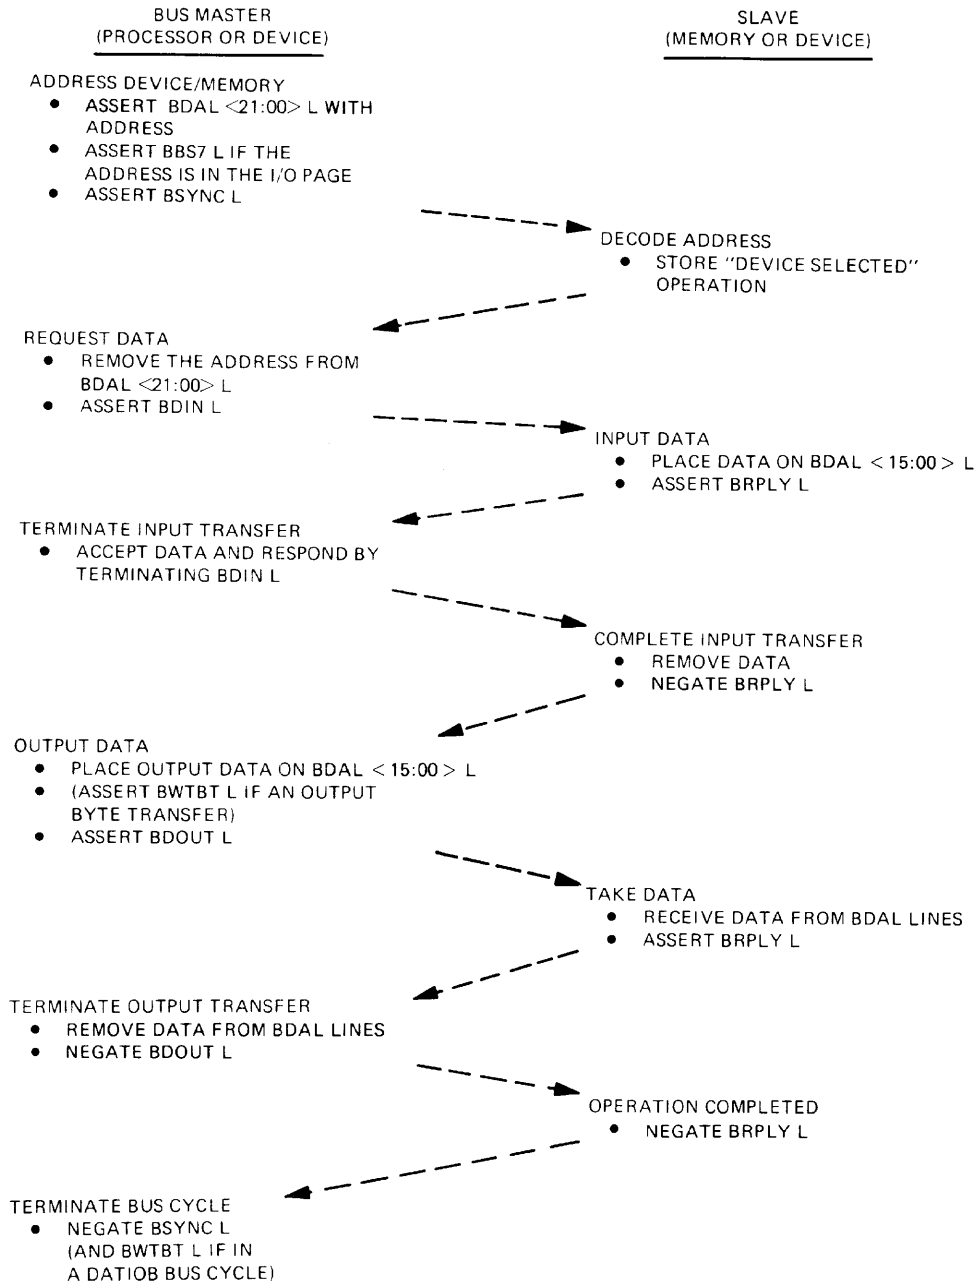 BUS MASTER
(PROCESSOR OR DEVICE)
SLAVE
(MEMORY OR DEVICE)
ADDRESS DEVICE/MEMORY
● ASSERT BDAL <21:00> L WITH
ADDRESS
● ASSERT BBS7 L IF THE
ADDRESS IS IN THE I/O PAGE
● ASSERT BSYNC L
DECODE ADDRESS
● STORE "DEVICE SELECTED"
OPERATION
REQUEST DATA
● REMOVE THE ADDRESS FROM
BDAL <21:00> L
● ASSERT BDIN L
INPUT DATA
● PLACE DATA ON BDAL < 15:00 > L
● ASSERT BRPLY L
TERMINATE INPUT TRANSFER
● ACCEPT DATA AND RESPOND BY
TERMINATING BDIN L
COMPLETE INPUT TRANSFER
● REMOVE DATA
● NEGATE BRPLY L
OUTPUT DATA
● PLACE OUTPUT DATA ON BDAL < 15:00 > L
● (ASSERT BWTBT L IF AN OUTPUT
BYTE TRANSFER)
● ASSERT BDOUT L
TAKE DATA
● RECEIVE DATA FROM BDAL LINES
● ASSERT BRPLY L
TERMINATE OUTPUT TRANSFER
● REMOVE DATA FROM BDAL LINES
● NEGATE BDOUT L
OPERATION COMPLETED
● NEGATE BRPLY L
TERMINATE BUS CYCLE
● NEGATE BSYNC L
(AND BWTBT L IF IN
A DATIOB BUS CYCLE)